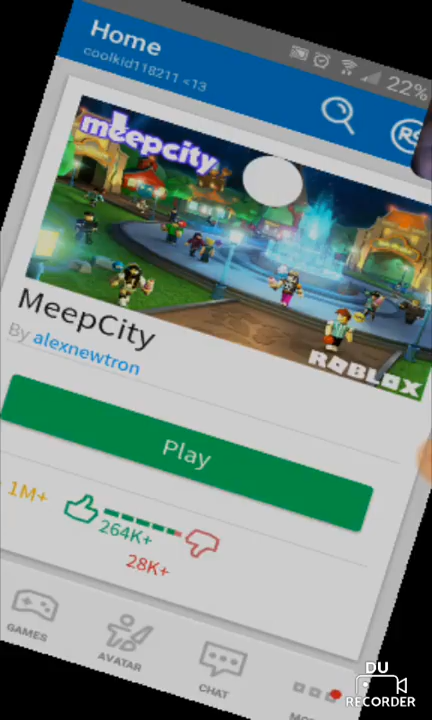 22%
Home
coolkid118211 <13
R$
meepcity
ROBLOX
MeepCity
By alexnewtron
Play
1M+
264K+
28K+
GAMES
AVATAR
CHAT
DU
RECORDER